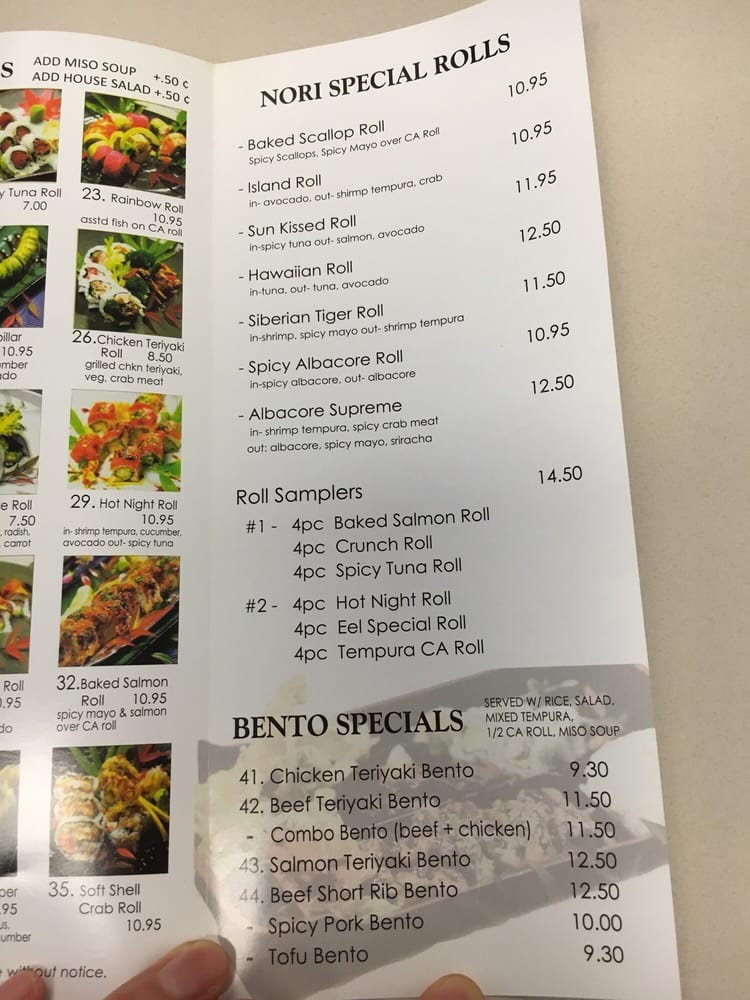 S
ADD MISO SOUP +.50 ¢
ADD HOUSE SALAD +.50 ¢
Tuna Roll
7.00
23. Rainbow Roll
10.95
asstd fish on CA roll
10.95
26.Chicken Teriyaki
Roll 8.50
grilled chkn teriyaki,
veg, crab meat
Roll
7.50
radish,
carrot
29. Hot Night Roll
10.95
in- shrimp tempura, cucumber,
avocado out- spicy tuna
Roll
32.Baked Salmon
Roll 10.95
spicy mayo & salmon
over CA roll
35. Soft Shell
Crab Roll
10.95
without notice.
NORI SPECIAL ROLLS
- Baked Scallop Roll 10.95
Spicy Scallops, Spicy Mayo over CA Roll
- Island Roll 10.95
in- avocado, out- shirmp tempura, crab
- Sun Kissed Roll 11.95
in-spicy tuna out- salmon, avocado
- Hawaiian Roll 12.50
in-tuna, out- tuna, avocado
- Siberian Tiger Roll 11.50
in-shrimp, spicy mayo out- shrimp tempura
- Spicy Albacore Roll 10.95
in-spicy albacore, out- albacore
- Albacore Supreme 12.50
in- shrimp tempura, spicy crab meat
out: albacore, spicy mayo, sriracha
Roll Samplers 14.50
#1 - 4pc Baked Salmon Roll
4pc Crunch Roll
4pc Spicy Tuna Roll
#2 - 4pc Hot Night Roll
4pc Eel Special Roll
4pc Tempura CA Roll
BENTO SPECIALS
SERVED W/ RICE, SALAD,
MIXED TEMPURA,
1/2 CA ROLL, MISO SOUP
41. Chicken Teriyaki Bento 9.30
42. Beef Teriyaki Bento 11.50
- Combo Bento (beef + chicken) 11.50
43. Salmon Teriyaki Bento 12.50
44. Beef Short Rib Bento 12.50
- Spicy Pork Bento 10.00
- Tofu Bento 9.30